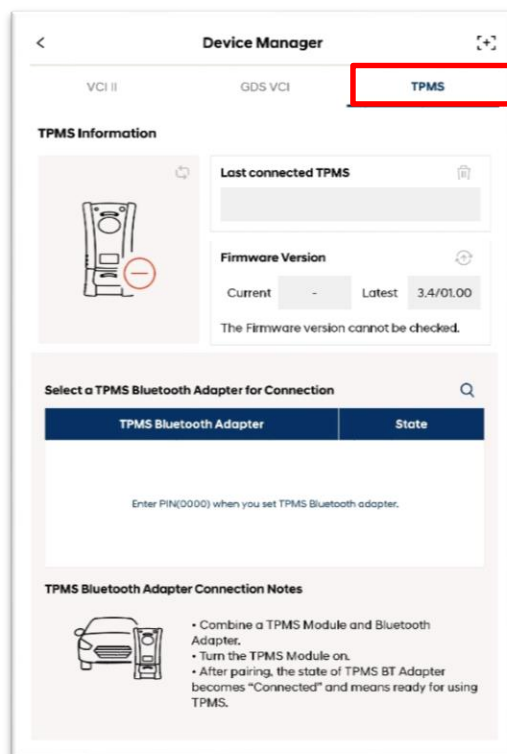 Device Manager
VCI II
GDS VCI
TPMS
TPMS Information
Last connected TPMS
Firmware Version
Current - Latest 3.4/01.00
The Firmware version cannot be checked.
Select a TPMS Bluetooth Adapter for Connection
TPMS Bluetooth Adapter State
Enter PIN(0000) when you set TPMS Bluetooth adapter.
TPMS Bluetooth Adapter Connection Notes
• Combine a TPMS Module and Bluetooth
Adapter.
• Turn the TPMS Module on.
• After pairing, the state of TPMS BT Adapter
becomes "Connected" and means ready for using
TPMS.